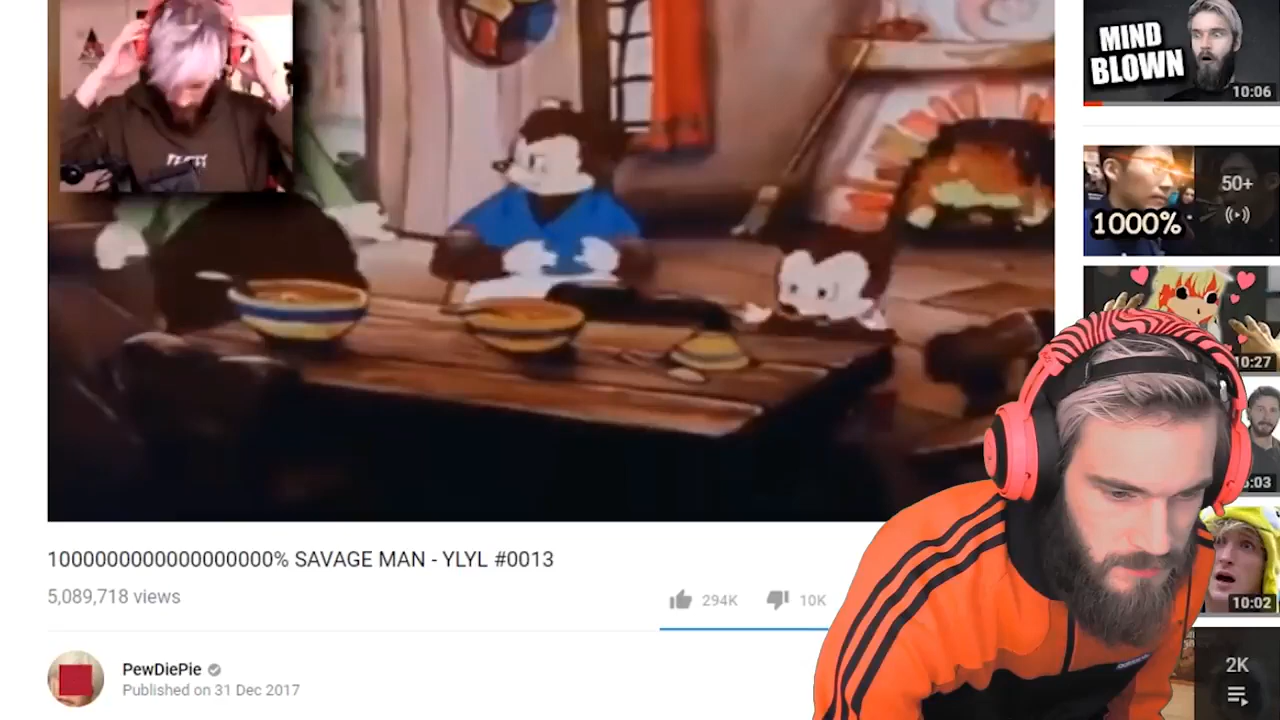 MIND
BLOWN
10:06
50+
1000%
10:27
:03
10:02
2K
1000000000000000000% SAVAGE MAN - YLYL #0013
5,089,718 views
294K
10K
PewDiePie
Published on 31 Dec 2017